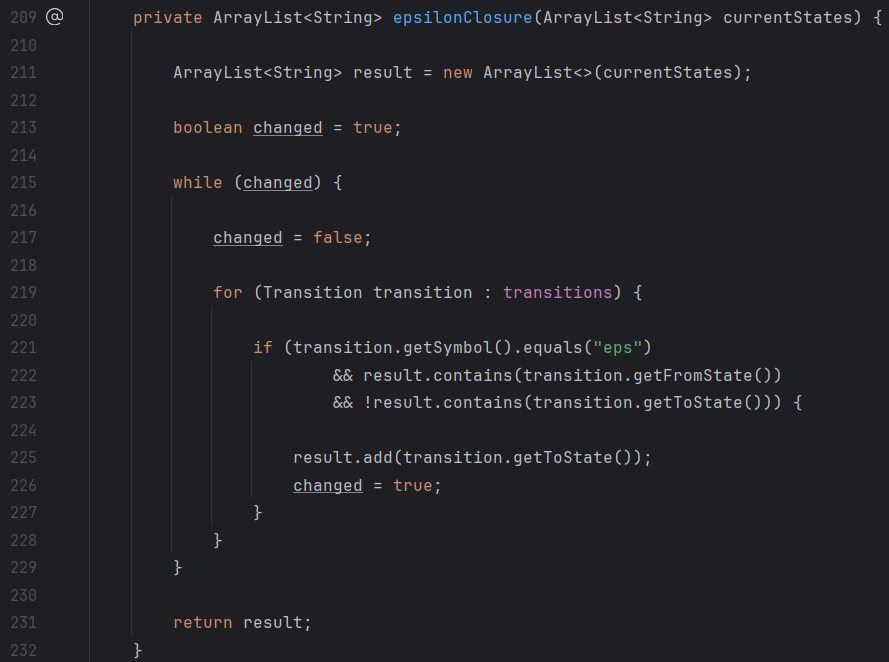 209 @ private ArrayList<String> epsilonClosure(ArrayList<String> currentStates) {
210
211 ArrayList<String> result = new ArrayList<>(currentStates);
212
213 boolean changed = true;
214
215 while (changed) {
216
217 changed = false;
218
219 for (Transition transition : transitions) {
220
221 if (transition.getSymbol().equals("eps")
222 && result.contains(transition.getFromState())
223 && !result.contains(transition.getToState())) {
224
225 result.add(transition.getToState());
226 changed = true;
227 }
228 }
229 }
230
231 return result;
232 }